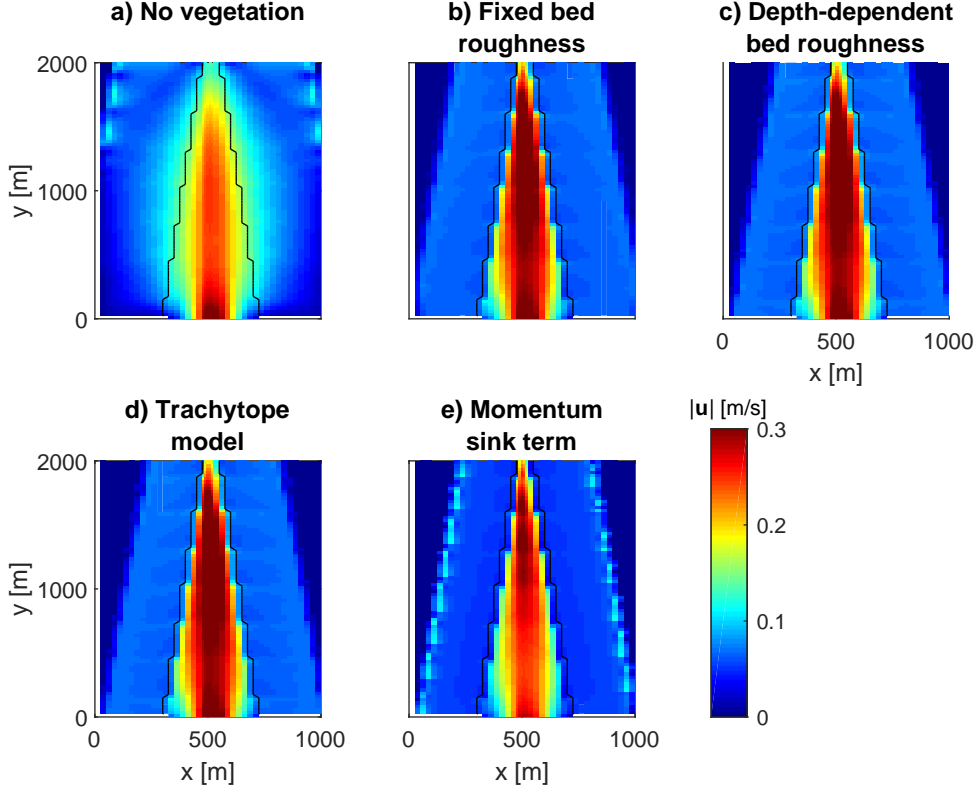 a) No vegetation
b) Fixed bed
roughness
c) Depth-dependent
bed roughness
2000
1000
0
y [m]
0
500
1000
x [m]
d) Trachytope
model
e) Momentum
sink term
|u| [m/s]
2000
1000
0
y [m]
0
500
1000
x [m]
0
500
1000
x [m]
0.3
0.2
0.1
0